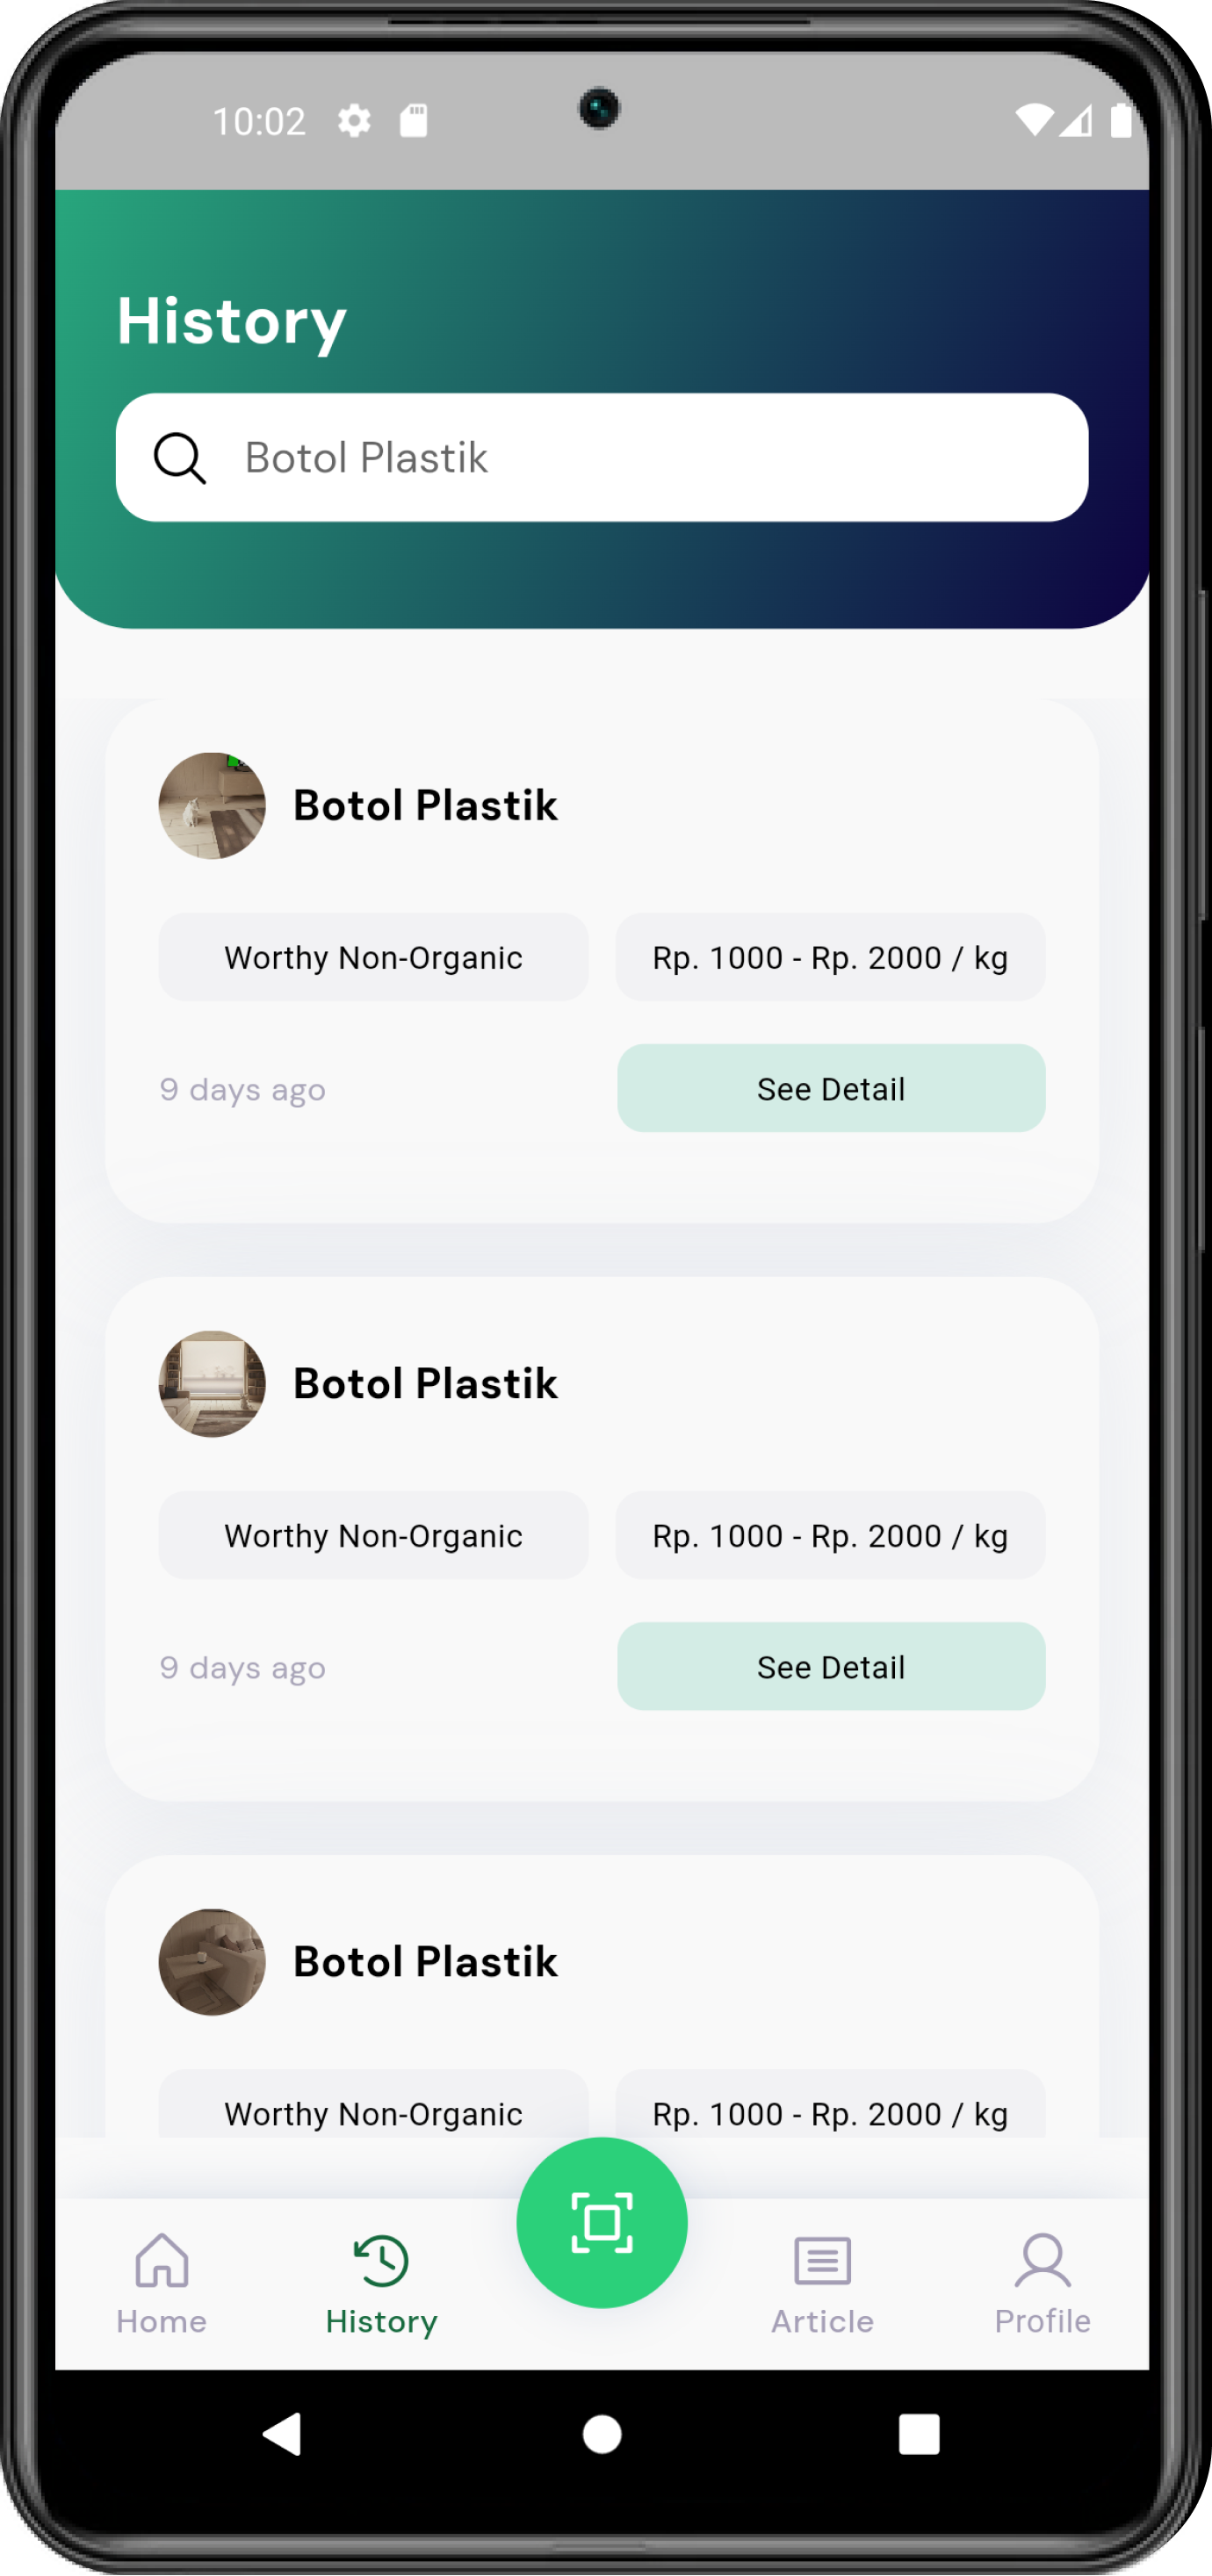 10:02
History
Botol Plastik
Botol Plastik
Worthy Non-Organic
Rp. 1000 - Rp. 2000 / kg
9 days ago
See Detail
Botol Plastik
Worthy Non-Organic
Rp. 1000 - Rp. 2000 / kg
9 days ago
See Detail
Botol Plastik
Worthy Non-Organic
Rp. 1000 - Rp. 2000 / kg
Home
History
Article
Profile